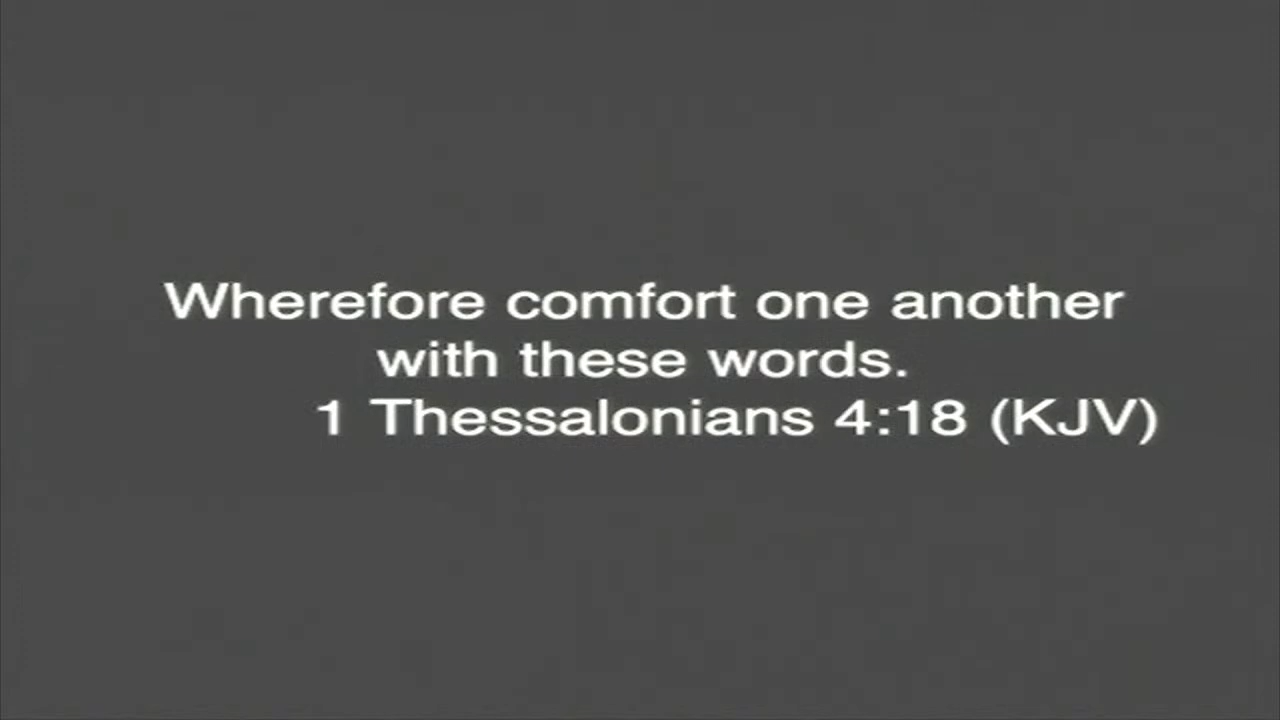 Wherefore comfort one another
with these words.
1 Thessalonians 4:18 (KJV)